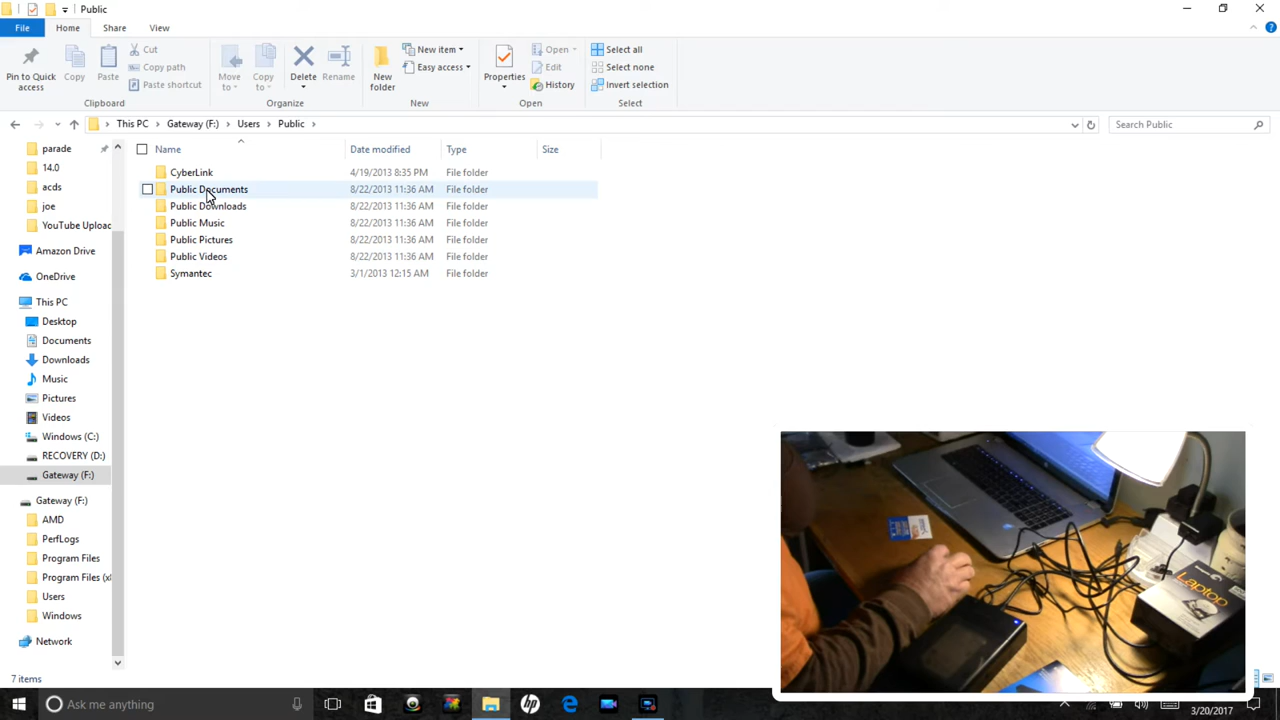 Public
File
Home
Share
View
Pin to Quick access
Copy
Paste
Cut
Copy path
Paste shortcut
Clipboard
Move to
Copy to
Delete
Rename
Organize
New folder
New item
Easy access
New
Properties
Open
Edit
History
Open
Select all
Select none
Invert selection
Select
This PC
Gateway (F:)
Users
Public
Search Public
Name
Date modified
Type
Size
CyberLink 4/19/2013 8:35 PM File folder
Public Documents 8/22/2013 11:36 AM File folder
Public Downloads 8/22/2013 11:36 AM File folder
Public Music 8/22/2013 11:36 AM File folder
Public Pictures 8/22/2013 11:36 AM File folder
Public Videos 8/22/2013 11:36 AM File folder
Symantec 3/1/2013 12:15 AM File folder
parade
14.0
acds
joe
YouTube Upload
Amazon Drive
OneDrive
This PC
Desktop
Documents
Downloads
Music
Pictures
Videos
Windows (C:)
RECOVERY (D:)
Gateway (F:)
Gateway (F:)
AMD
PerfLogs
Program Files
Program Files (x
Users
Windows
Network
7 items
Laptop
Ask me anything
3/20/2017